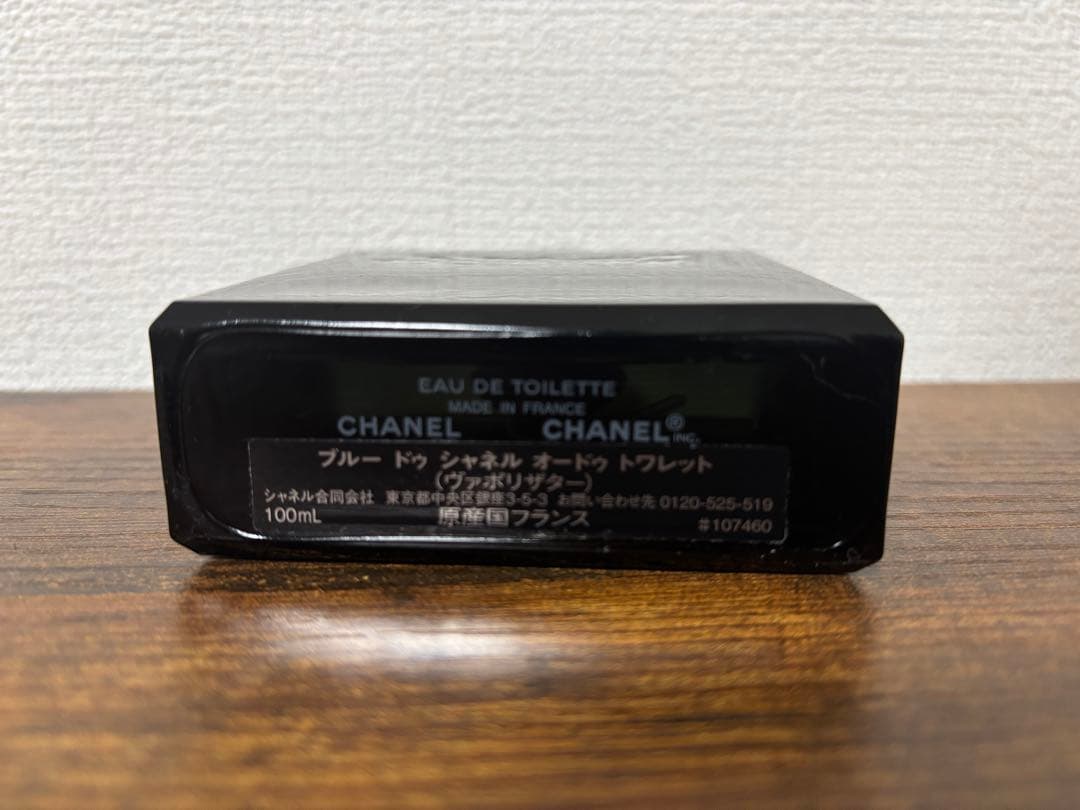 EAU DE TOILETTE
MADE IN FRANCE
CHANEL CHANEL® INC.
ブルー ドゥ シャネル オードゥ トワレット
(ヴァポリザター)
シャネル合同会社 東京都中央区銀座3-5-3 お問い合わせ先 0120-525-519
100mL 原産国フランス #107460